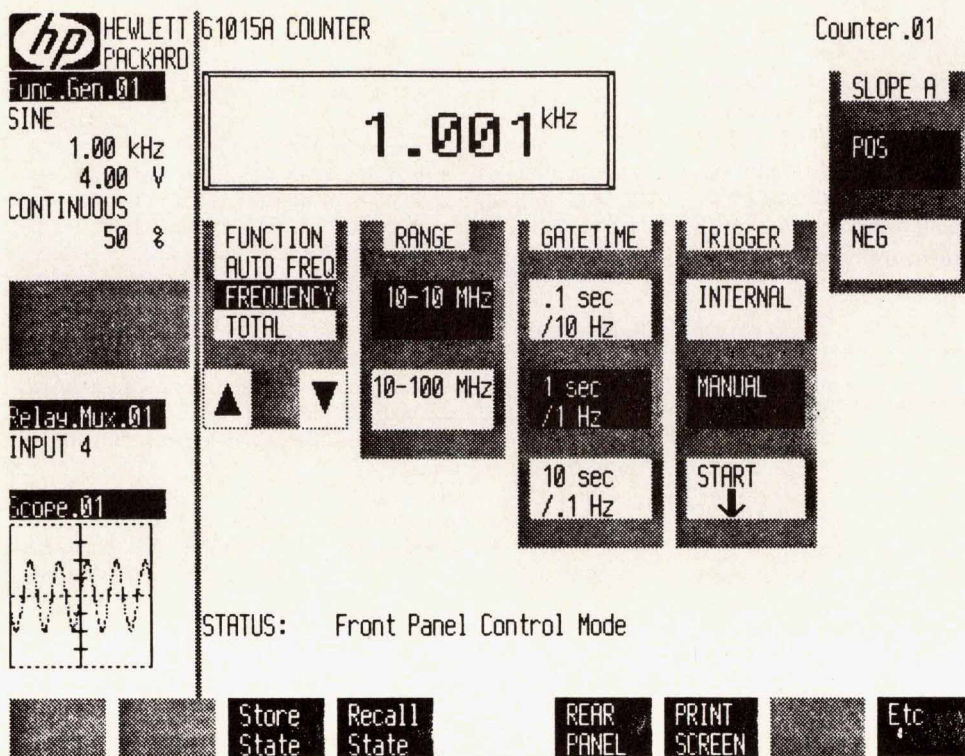 hp HEWLETT
PACKARD
61015A COUNTER
Counter.01
Func.Gen.01
SINE
1.00 kHz
4.00 V
CONTINUOUS
50 %
1.001 kHz
SLOPE A
POS
NEG
FUNCTION
AUTO FREQ
FREQUENCY
TOTAL
RANGE
10-10 MHz
10-100 MHz
GATETIME
.1 sec
/10 Hz
1 sec
/1 Hz
10 sec
/.1 Hz
TRIGGER
INTERNAL
MANUAL
START
Relay.Mux.01
INPUT 4
Scope.01
STATUS: Front Panel Control Mode
Store
State
Recall
State
REAR
PANEL
PRINT
SCREEN
Etc